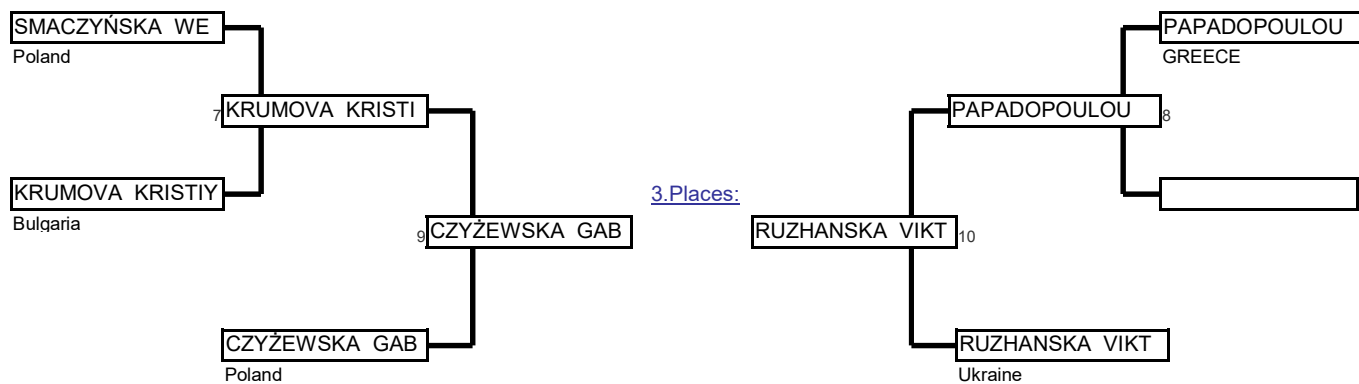 SMACZYŃSKA WE
Poland
7
KRUMOVA KRISTI
KRUMOVA KRISTIY
Bulgaria
9
CZYŻEWSKA GAB
CZYŻEWSKA GAB
Poland
3.Places:
PAPADOPOULOU
GREECE
PAPADOPOULOU
8
RUZHANSKA VIKT
10
RUZHANSKA VIKT
Ukraine